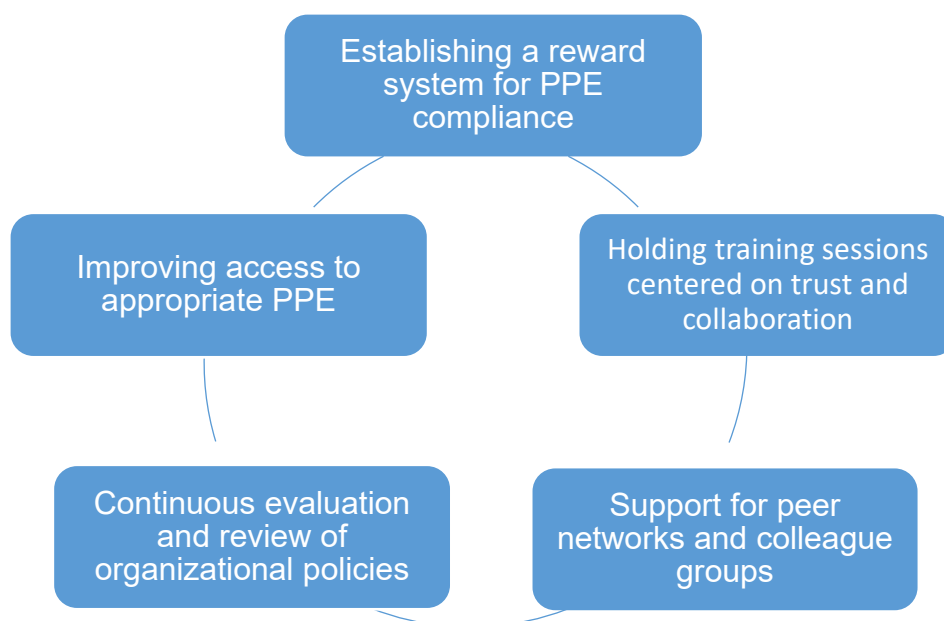 Establishing a reward
system for PPE
compliance
Improving access to
appropriate PPE
Holding training sessions
centered on trust and
collaboration
Continuous evaluation
and review of
organizational policies
Support for peer
networks and colleague
groups